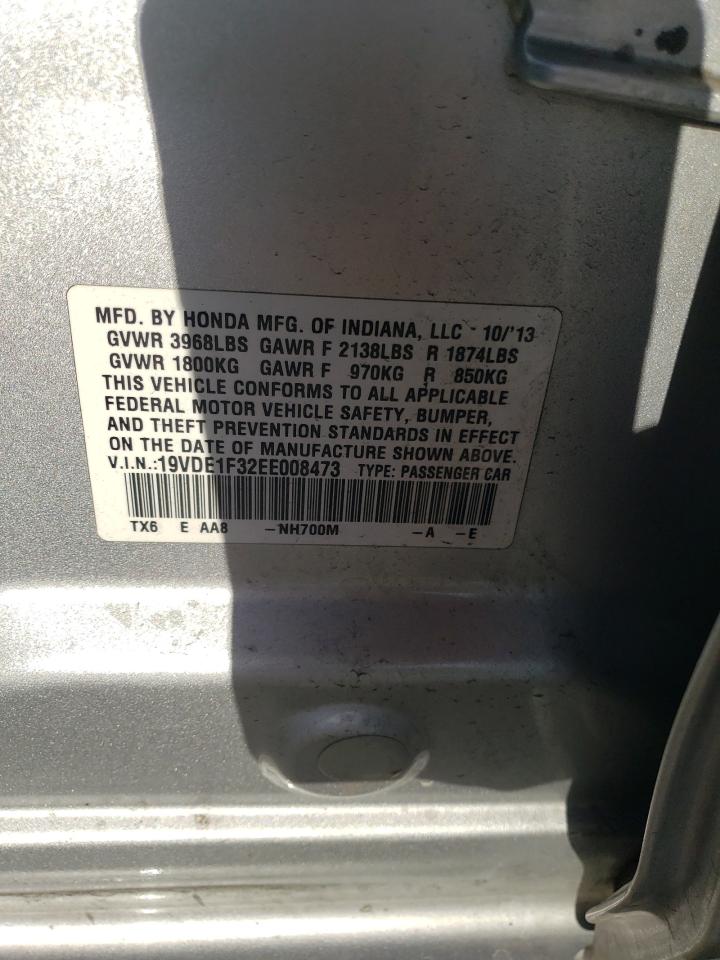 MFD. BY HONDA MFG. OF INDIANA, LLC 10/'13
GVWR 3968LBS GAWR F 2138LBS R 1874LBS
GVWR 1800KG GAWR F 970KG R 850KG
THIS VEHICLE CONFORMS TO ALL APPLICABLE
FEDERAL MOTOR VEHICLE SAFETY, BUMPER,
AND THEFT PREVENTION STANDARDS IN EFFECT
ON THE DATE OF MANUFACTURE SHOWN ABOVE.
V.I.N.:19VDE1F32EE008473 TYPE: PASSENGER CAR
TX6 E AA8 -NH700M -A -E